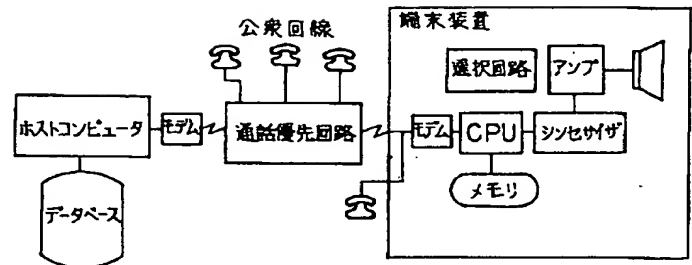 公衆回線
端末装置
選択回路
アンプ
ホストコンピュータ
モデム
通話優先回路
モデム
CPU
シンセサイザ
メモリ
データベース